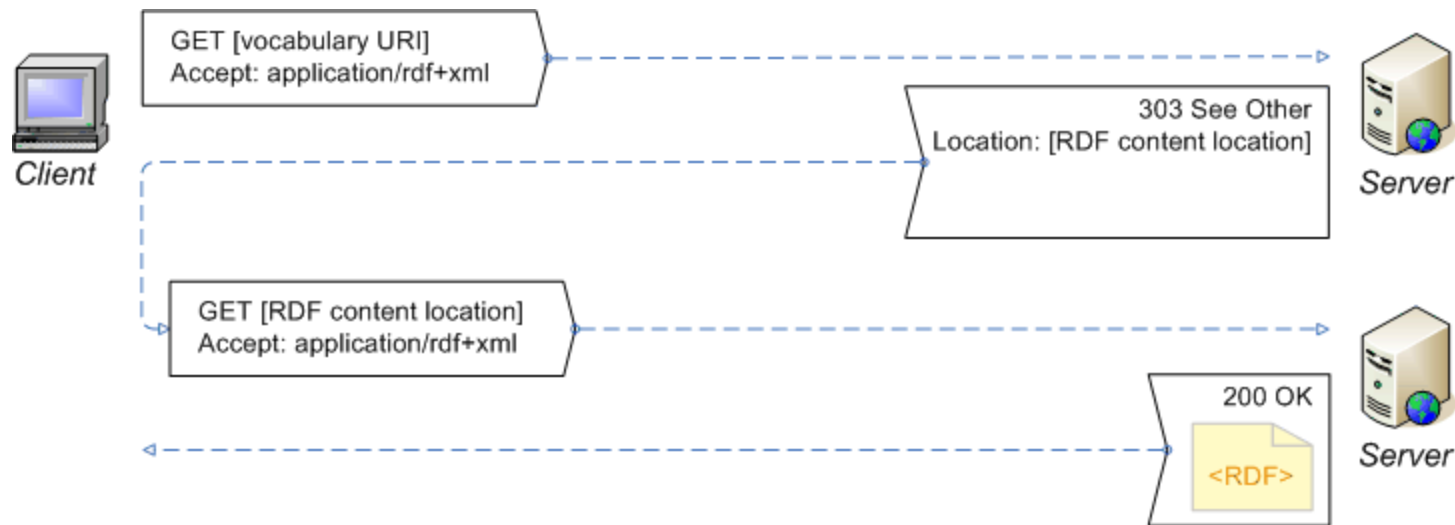 GET [vocabulary URI]
Accept: application/rdf+xml
Client
303 See Other
Location: [RDF content location]
Server
GET [RDF content location]
Accept: application/rdf+xml
200 OK
<RDF>
Server